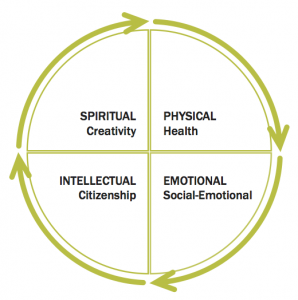 SPIRITUAL
Creativity
PHYSICAL
Health
INTELLECTUAL
Citizenship
EMOTIONAL
Social-Emotional